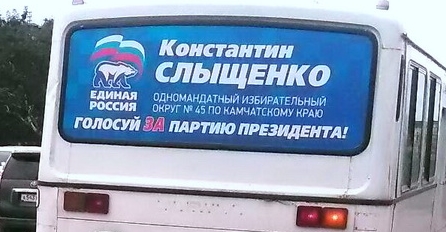 Константин
СЛЫЩЕНКО
ЕДИНАЯ
РОССИЯ
ОДНОМАНДАТНЫЙ ИЗБИРАТЕЛЬНЫЙ
ОКРУГ № 45 ПО КАМЧАТСКОМУ КРАЮ
ГОЛОСУЙ ЗА ПАРТИЮ ПРЕЗИДЕНТА!